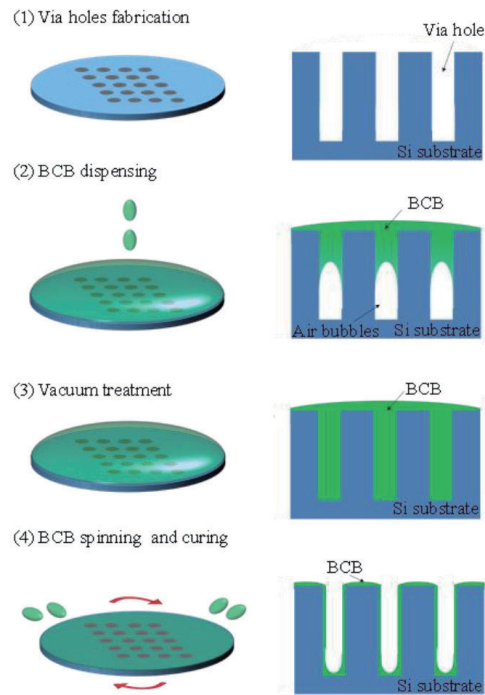 (1) Via holes fabrication
Via hole
Si substrate
(2) BCB dispensing
BCB
Air bubbles
Si substrate
(3) Vacuum treatment
BCB
Si substrate
(4) BCB spinning and curing
BCB
Si substrate